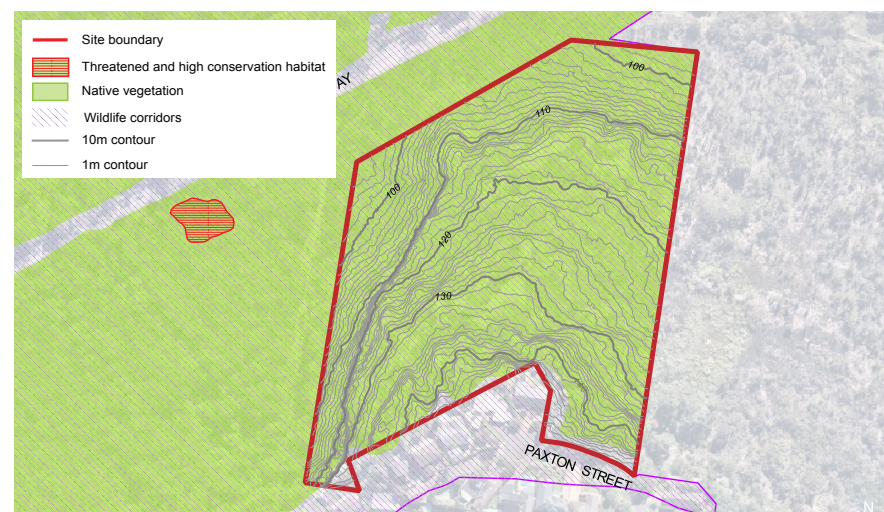 Site boundary
Threatened and high conservation habitat
Native vegetation
Wildlife corridors
10m contour
1m contour
AY
100
110
100
120
130
PAXTON STREET
N